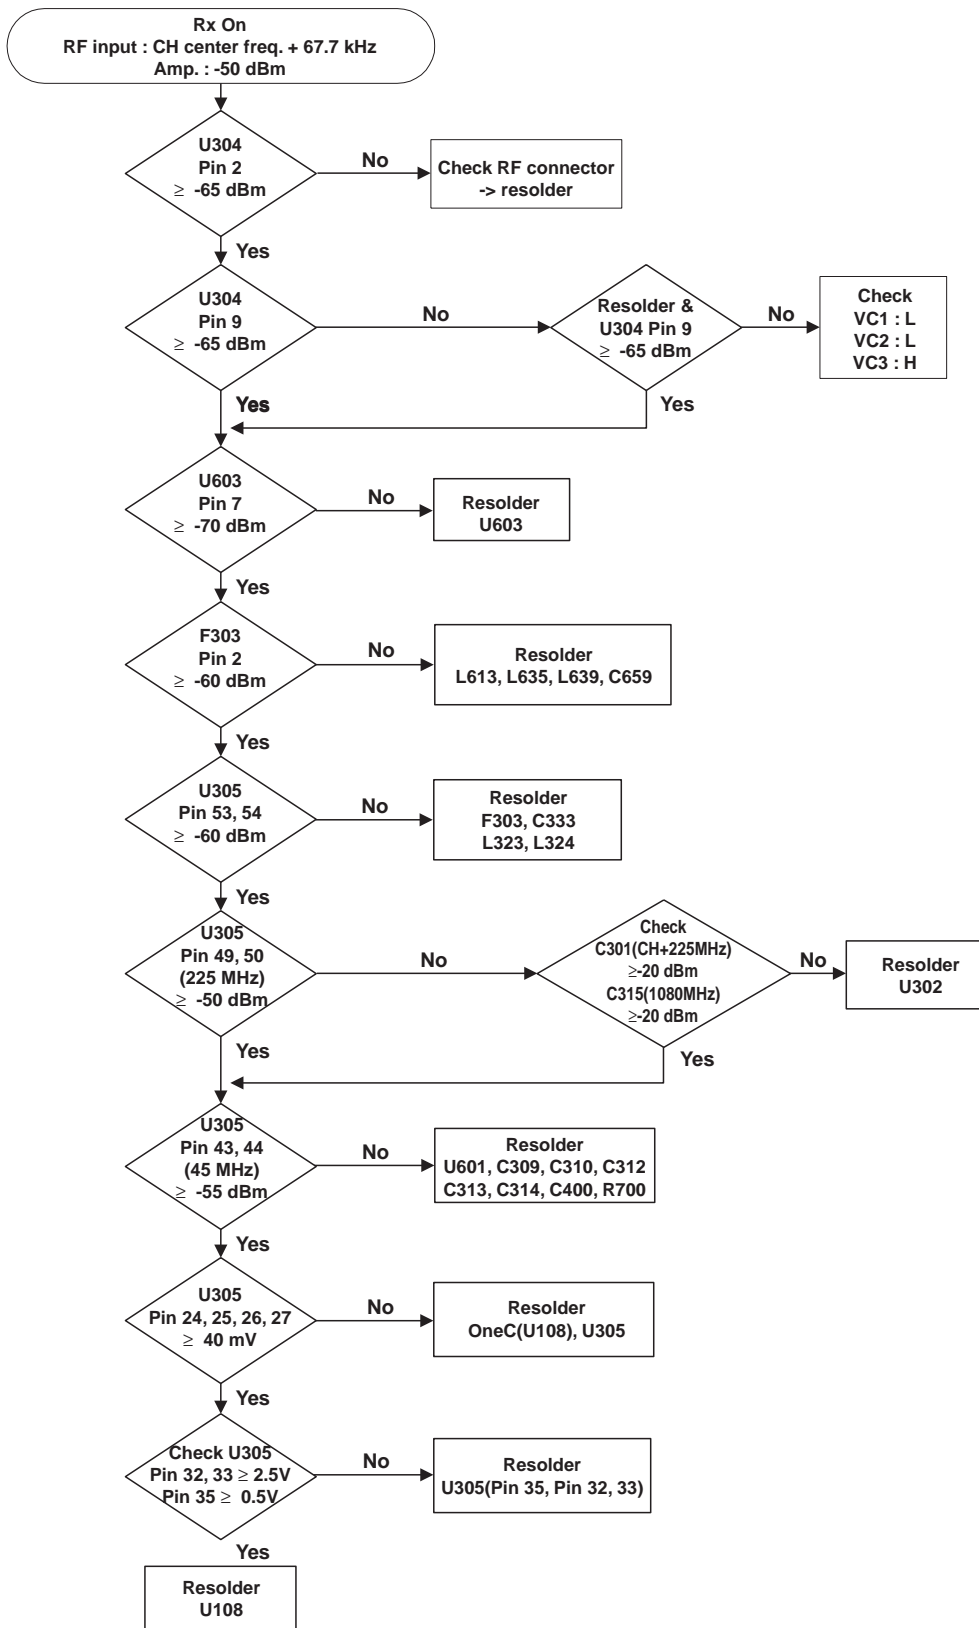 Rx On
RF input : CH center freq. + 67.7 kHz
Amp. : -50 dBm
U304
Pin 2
≥ -65 dBm
No
Check RF connector
-> resolder
Yes
U304
Pin 9
≥ -65 dBm
No
Resolder &
U304 Pin 9
≥ -65 dBm
No
Check
VC1 : L
VC2 : L
VC3 : H
Yes
Yes
U603
Pin 7
≥ -70 dBm
No
Resolder
U603
Yes
F303
Pin 2
≥ -60 dBm
No
Resolder
L613, L635, L639, C659
Yes
U305
Pin 53, 54
≥ -60 dBm
No
Resolder
F303, C333
L323, L324
Yes
U305
Pin 49, 50
(225 MHz)
≥ -50 dBm
No
Check
C301(CH+225MHz)
≥-20 dBm
C315(1080MHz)
≥-20 dBm
No
Resolder
U302
Yes
Yes
U305
Pin 43, 44
(45 MHz)
≥ -55 dBm
No
Resolder
U601, C309, C310, C312
C313, C314, C400, R700
Yes
U305
Pin 24, 25, 26, 27
≥ 40 mV
No
Resolder
OneC(U108), U305
Yes
Check U305
Pin 32, 33 ≥ 2.5V
Pin 35 ≥ 0.5V
No
Resolder
U305(Pin 35, Pin 32, 33)
Yes
Resolder
U108